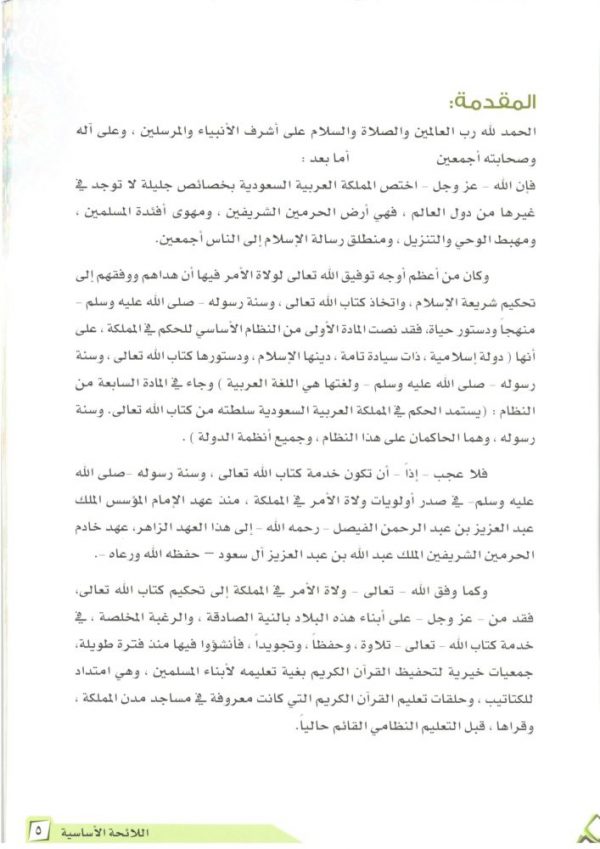 المقدمة:
الحمد لله رب العالمين والصلاة والسلام على أشرف الأنبياء والمرسلين ، وعلى آله
وصحابته أجمعين أما بعد :
فإن الله - عز وجل - اختص المملكة العربية السعودية بخصائص جليلة لا توجد في
غيرها من دول العالم ، فهي أرض الحرمين الشريفين ، ومهوى أفئدة المسلمين ،
ومهبط الوحي والتنزيل ، ومنطلق رسالة الإسلام إلى الناس أجمعين.
وكان من أعظم أوجه توفيق الله تعالى لولاة الأمر فيها أن هداهم ووفقهم إلى
تحكيم شريعة الإسلام ، واتخاذ كتاب الله تعالى ، وسنة رسوله - صلى الله عليه وسلم -
منهجاً ودستور حياة، فقد نصت المادة الأولى من النظام الأساسي للحكم في المملكة ، على
أنها ( دولة إسلامية ، ذات سيادة تامة ، دينها الإسلام ، ودستورها كتاب الله تعالى ، وسنة
رسوله - صلى الله عليه وسلم - ولغتها هي اللغة العربية ) وجاء في المادة السابعة من
النظام : (يستمد الحكم في المملكة العربية السعودية سلطته من كتاب الله تعالى. وسنة
رسوله ، وهما الحاكمان على هذا النظام ، وجميع أنظمة الدولة ) .
فلا عجب - إذاً - أن تكون خدمة كتاب الله تعالى ، وسنة رسوله -صلى الله
عليه وسلم- في صدر أولويات ولاة الأمر في المملكة ، منذ عهد الإمام المؤسس الملك
عبد العزيز بن عبد الرحمن الفيصل - رحمه الله - إلى هذا العهد الزاهر، عهد خادم
الحرمين الشريفين الملك عبد الله بن عبد العزيز آل سعود – حفظه الله ورعاه -.
وكما وفق الله - تعالى - ولاة الأمر في المملكة إلى تحكيم كتاب الله تعالى،
فقد من - عز وجل - على أبناء هذه البلاد بالنية الصادقة ، والرغبة المخلصة ، في
خدمة كتاب الله - تعالى - تلاوة ، وحفظاً ، وتجويداً ، فأنشؤوا فيها منذ فترة طويلة،
جمعيات خيرية لتحفيظ القرآن الكريم بغية تعليمه لأبناء المسلمين ، وهي امتداد
للكتاتيب ، وحلقات تعليم القرآن الكريم التي كانت معروفة في مساجد مدن المملكة ،
وقراها ، قبل التعليم النظامي القائم حالياً.
اللائحة الأساسية ٥